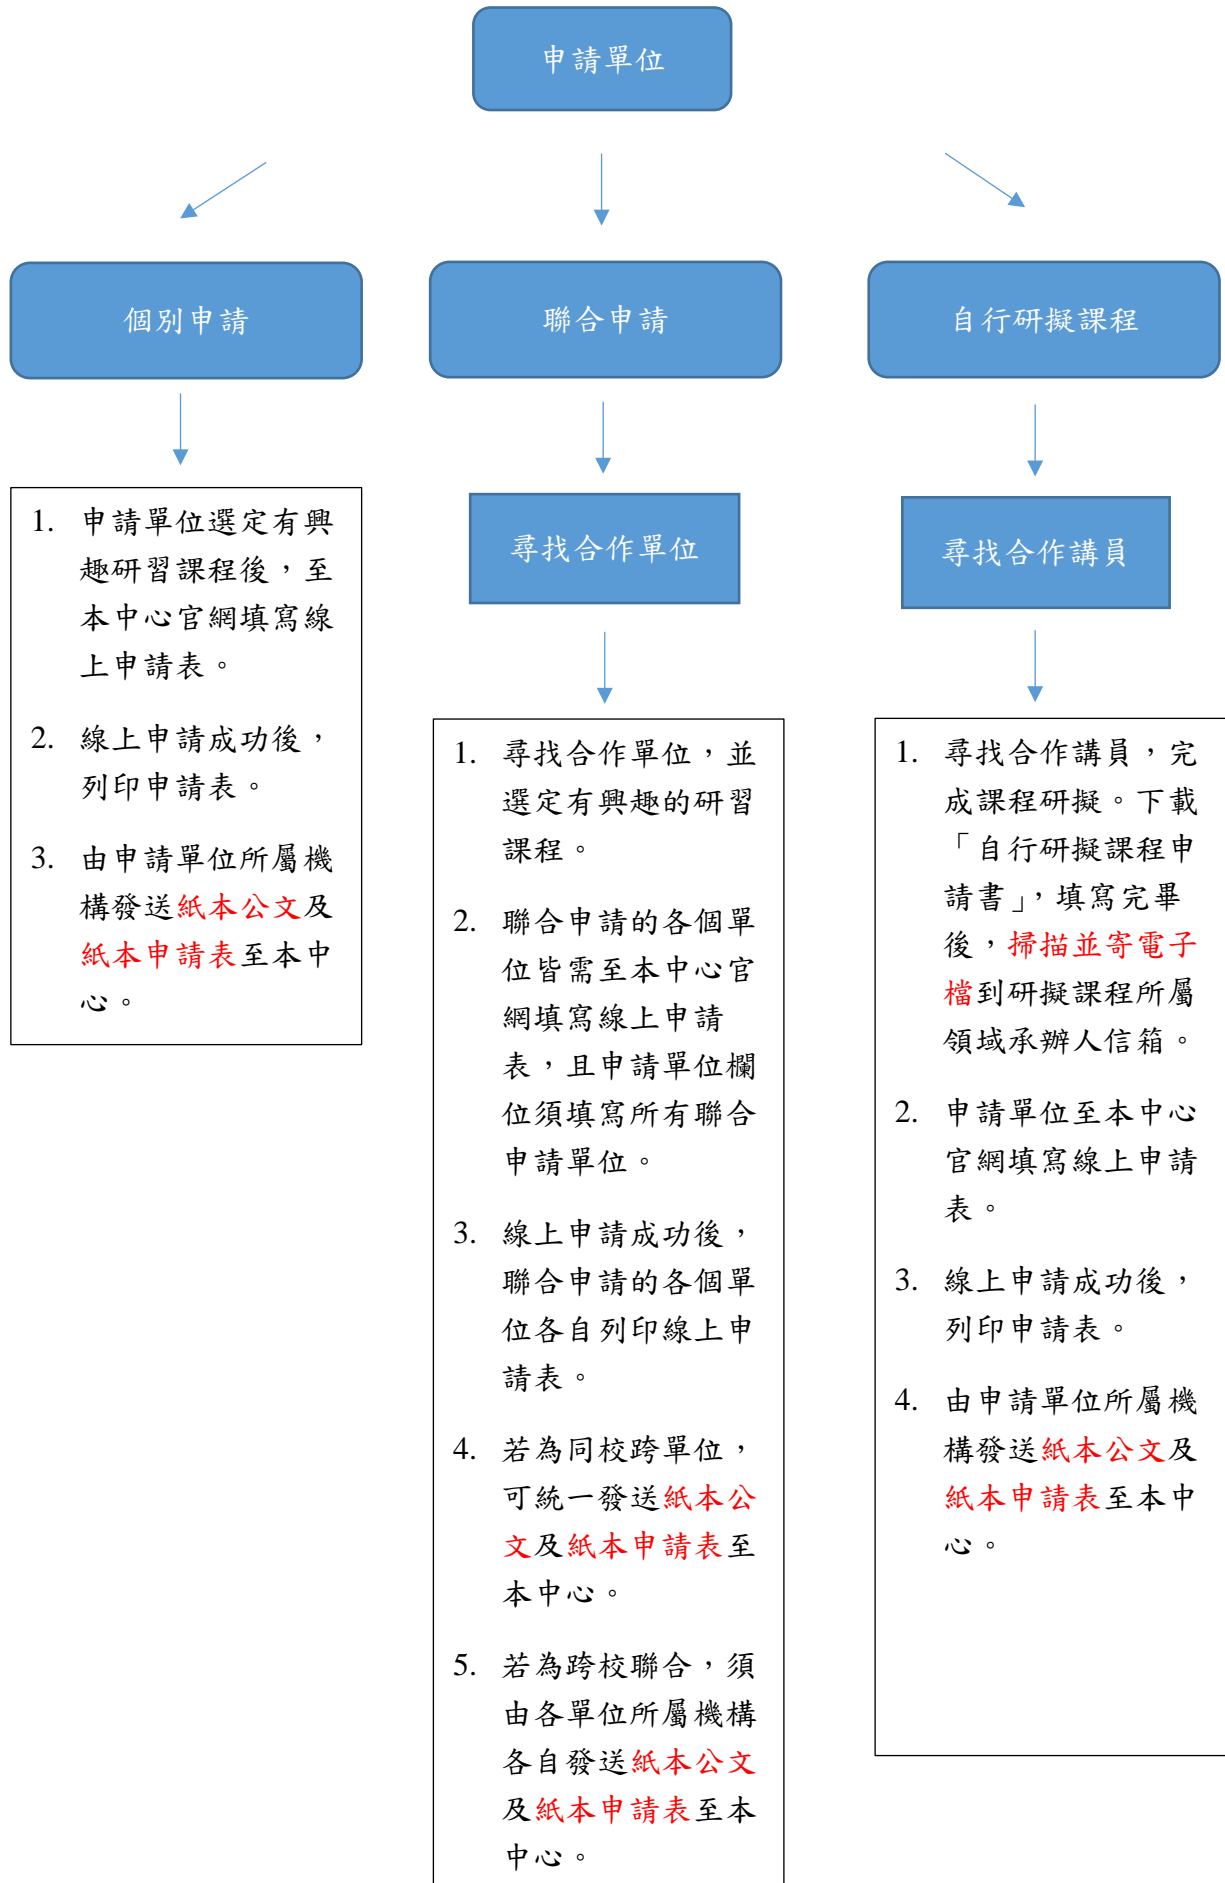 申請單位
個別申請
聯合申請
自行研擬課程
1. 申請單位選定有興
趣研習課程後，至
本中心官網填寫線
上申請表。
2. 線上申請成功後，
列印申請表。
3. 由申請單位所屬機
構發送紙本公文及
紙本申請表至本中
心。
尋找合作單位
1. 尋找合作單位，並
選定有興趣的研習
課程。
2. 聯合申請的各個單
位皆需至本中心官
網填寫線上申請
表，且申請單位欄
位須填寫所有聯合
申請單位。
3. 線上申請成功後，
聯合申請的各個單
位各自列印線上申
請表。
4. 若為同校跨單位，
可統一發送紙本公
文及紙本申請表至
本中心。
5. 若為跨校聯合，須
由各單位所屬機構
各自發送紙本公文
及紙本申請表至本
中心。
尋找合作講員
1. 尋找合作講員，完
成課程研擬。下載
「自行研擬課程申
請書」，填寫完畢
後，掃描並寄電子
檔到研擬課程所屬
領域承辦人信箱。
2. 申請單位至本中心
官網填寫線上申請
表。
3. 線上申請成功後，
列印申請表。
4. 由申請單位所屬機
構發送紙本公文及
紙本申請表至本中
心。